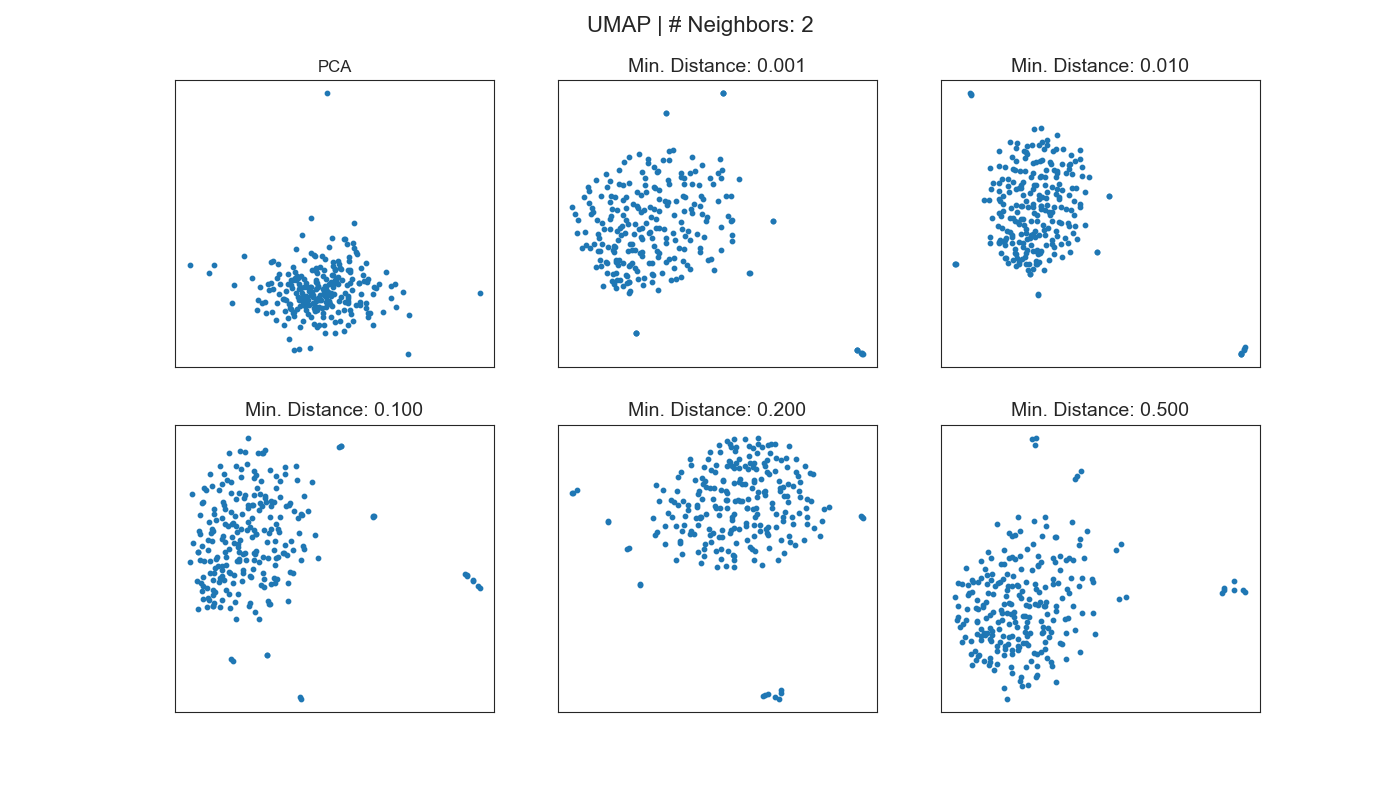 UMAP | # Neighbors: 2
PCA
Min. Distance: 0.001
Min. Distance: 0.010
Min. Distance: 0.100
Min. Distance: 0.200
Min. Distance: 0.500